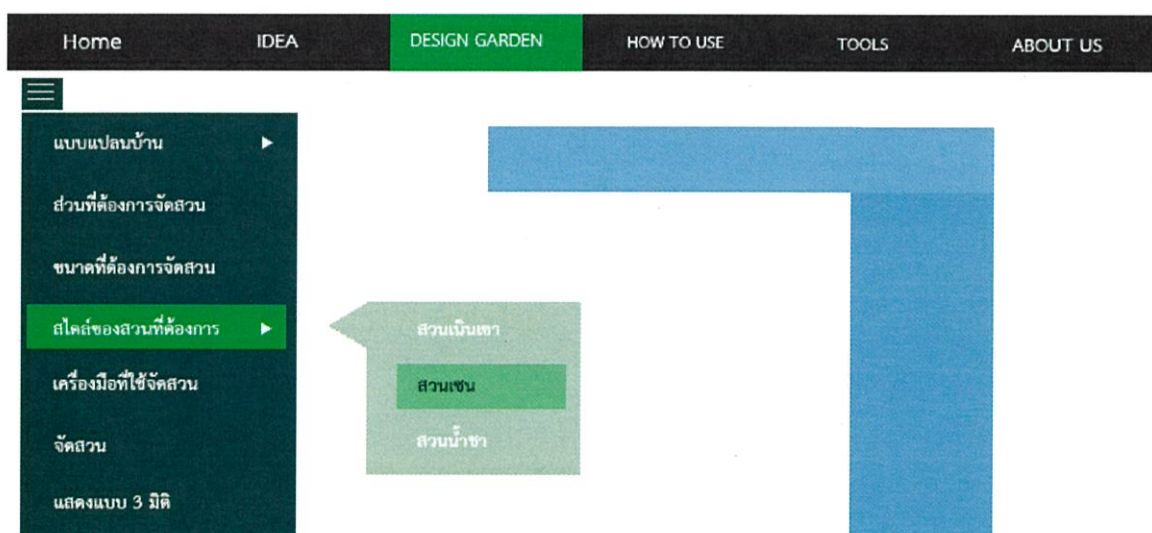 Home IDEA DESIGN GARDEN HOW TO USE TOOLS ABOUT US
แบบแปลนบ้าน
ส่วนที่ต้องการจัดสวน
ขนาดที่ต้องการจัดสวน
สไตล์ของสวนที่ต้องการ
สวนเนินเขา
เครื่องมือที่ใช้จัดสวน
สวนเซน
จัดสวน
สวนน้ำชา
แสดงแบบ 3 มิติ